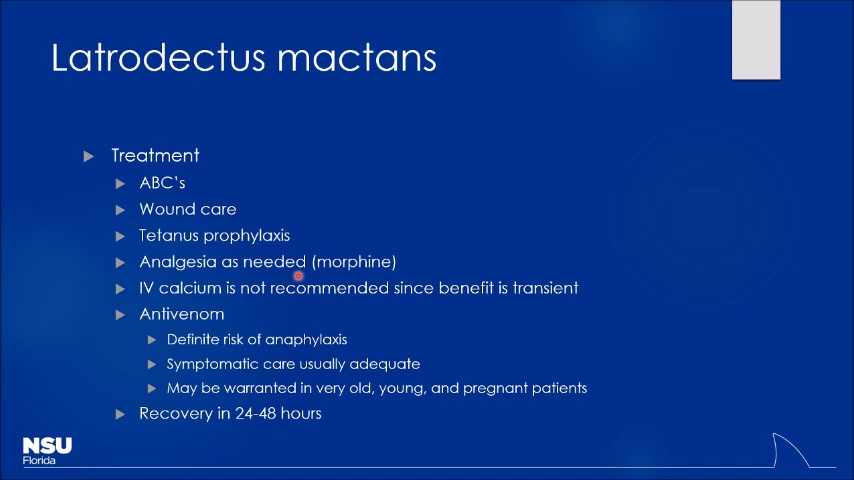 Latrodectus mactans
Treatment
ABC's
Wound care
Tetanus prophylaxis
Analgesia as needed (morphine)
IV calcium is not recommended since benefit is transient
Antivenom
Definite risk of anaphylaxis
Symptomatic care usually adequate
May be warranted in very old, young, and pregnant patients
Recovery in 24-48 hours
NSU
Florida